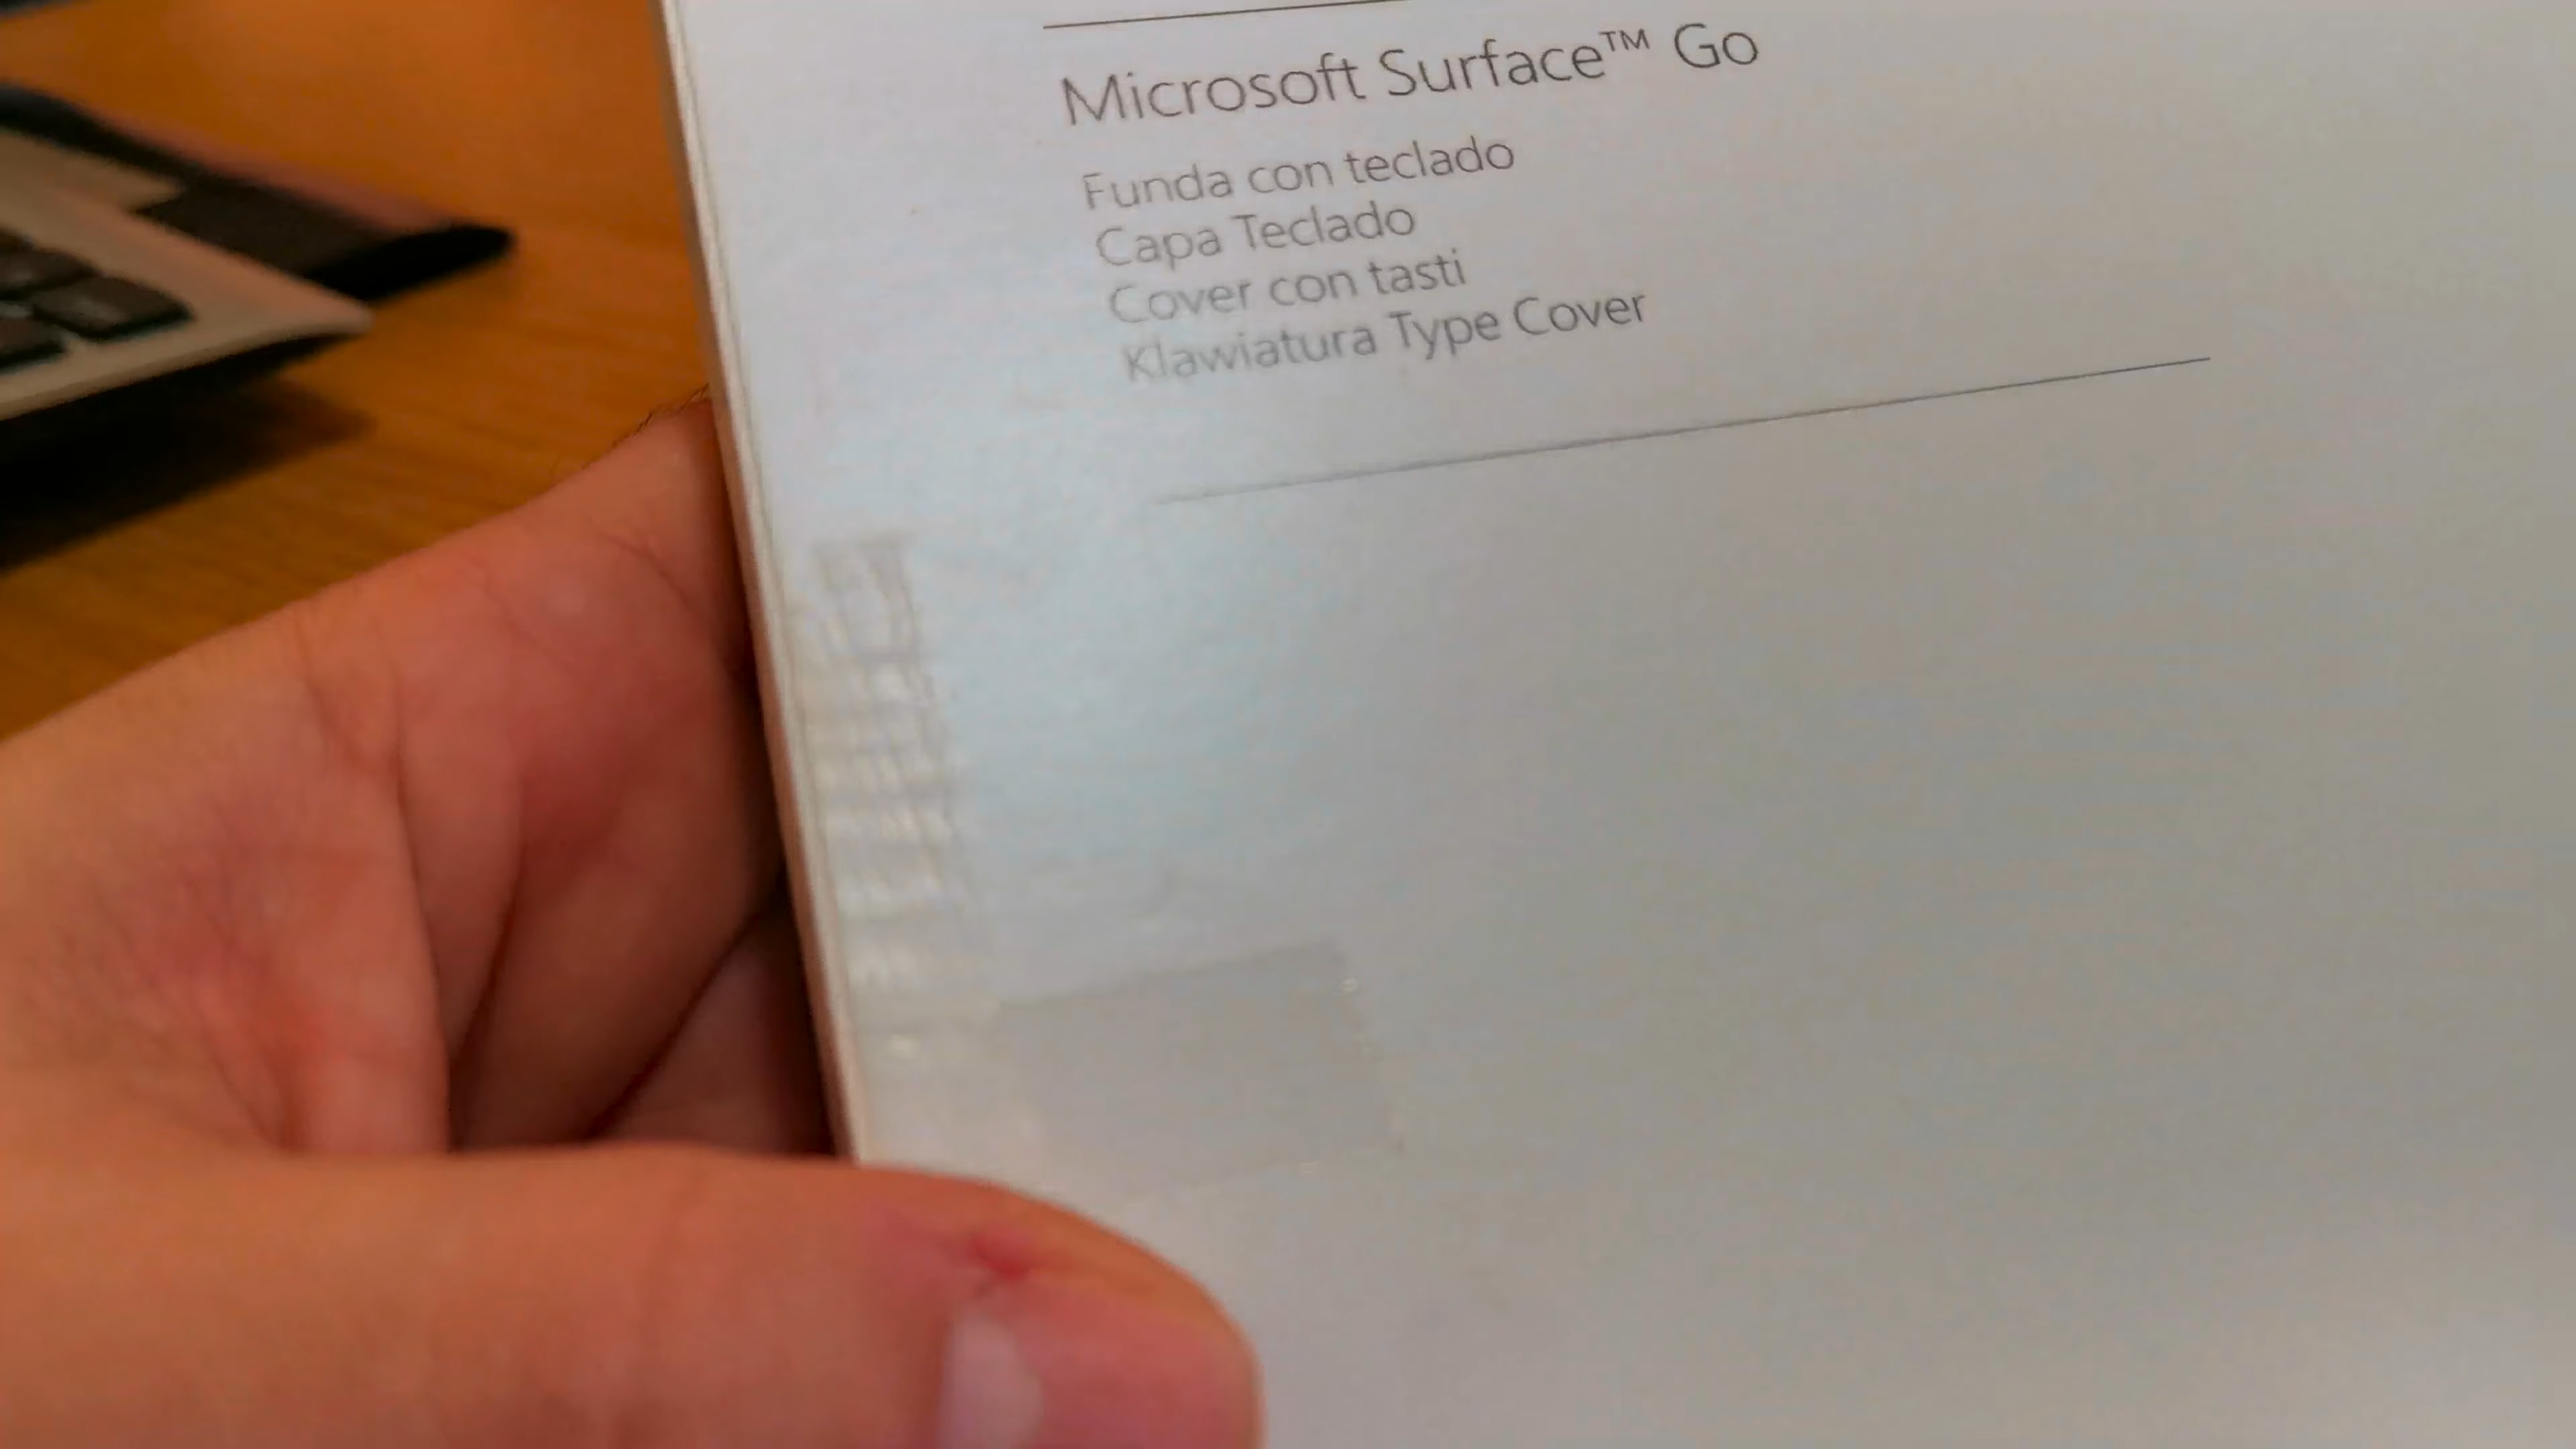 Microsoft Surface™ Go
Funda con teclado
Capa Teclado
Cover con tasti
Klawiatura Type Cover